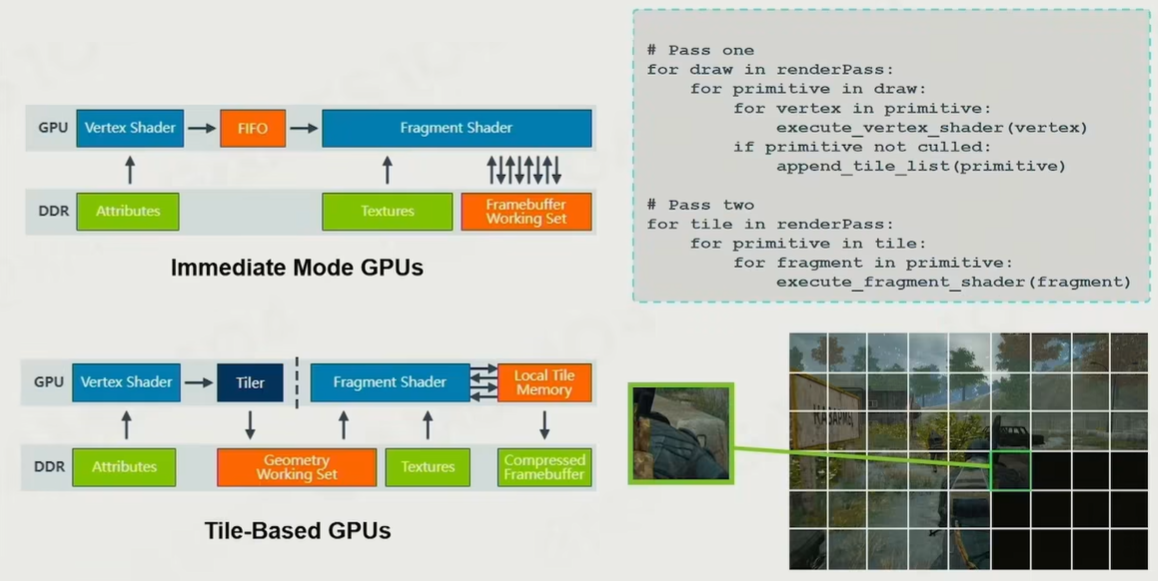 GPU
Vertex Shader
FIFO
Fragment Shader
DDR
Attributes
Textures
Framebuffer
Working Set
Immediate Mode GPUs
# Pass one
for draw in renderPass:
for primitive in draw:
for vertex in primitive:
execute_vertex_shader(vertex)
if primitive not culled:
append_tile_list(primitive)
# Pass two
for tile in renderPass:
for primitive in tile:
for fragment in primitive:
execute_fragment_shader(fragment)
GPU
Vertex Shader
Tiler
Fragment Shader
Local Tile
Memory
DDR
Attributes
Geometry
Working Set
Textures
Compressed
Framebuffer
Tile-Based GPUs